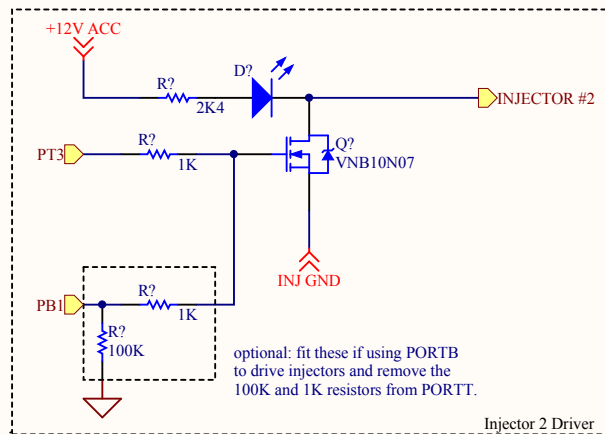 +12V ACC
R?
2K4
D?
INJECTOR #2
PT3
R?
1K
Q?
VNB10N07
INJ GND
PB1
R?
1K
R?
100K
optional: fit these if using PORTB
to drive injectors and remove the
100K and 1K resistors from PORTT.
Injector 2 Driver